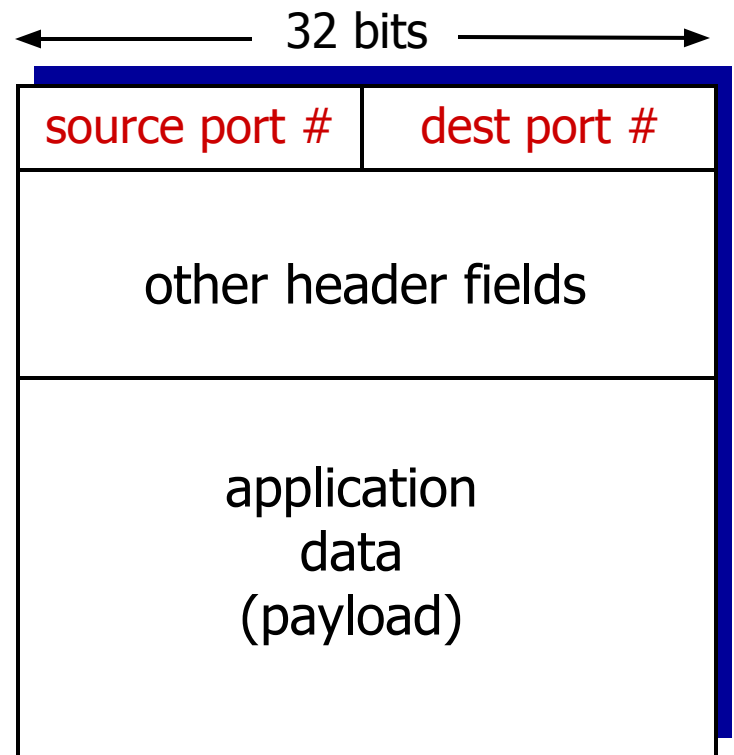 32 bits
source port #
dest port #
other header fields
application
data
(payload)